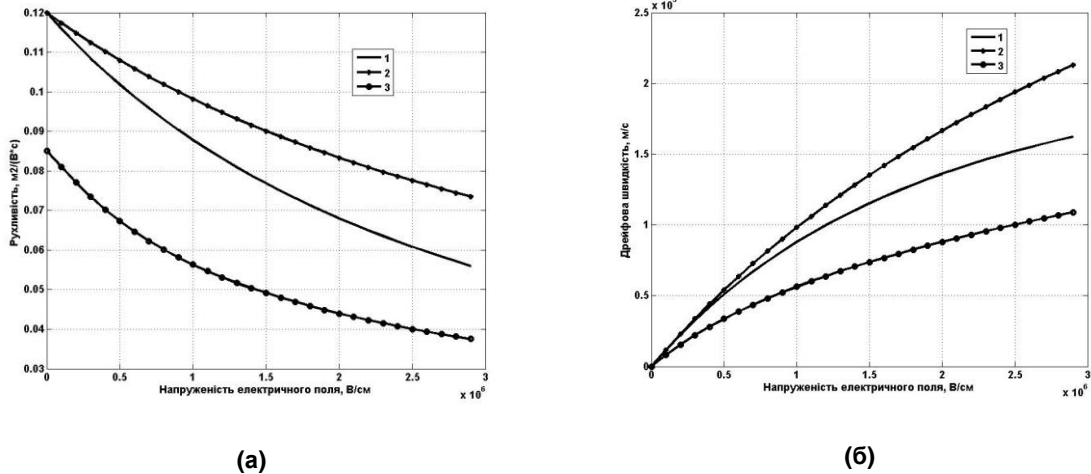 0.12
0.11
0.1
0.09
0.08
0.07
0.06
0.05
0.04
0.03
Рухливість, м2/(В*с)
1
2
3
0 0.5 1 1.5 2 2.5 3
Напруженість електричного поля, В/см
x 10^6
(а)
2.5
2
1.5
1
0.5
0
Дрейфова швидкість, м/с
1
2
3
0 0.5 1 1.5 2 2.5 3
Напруженість електричного поля, В/см
x 10^6
(б)